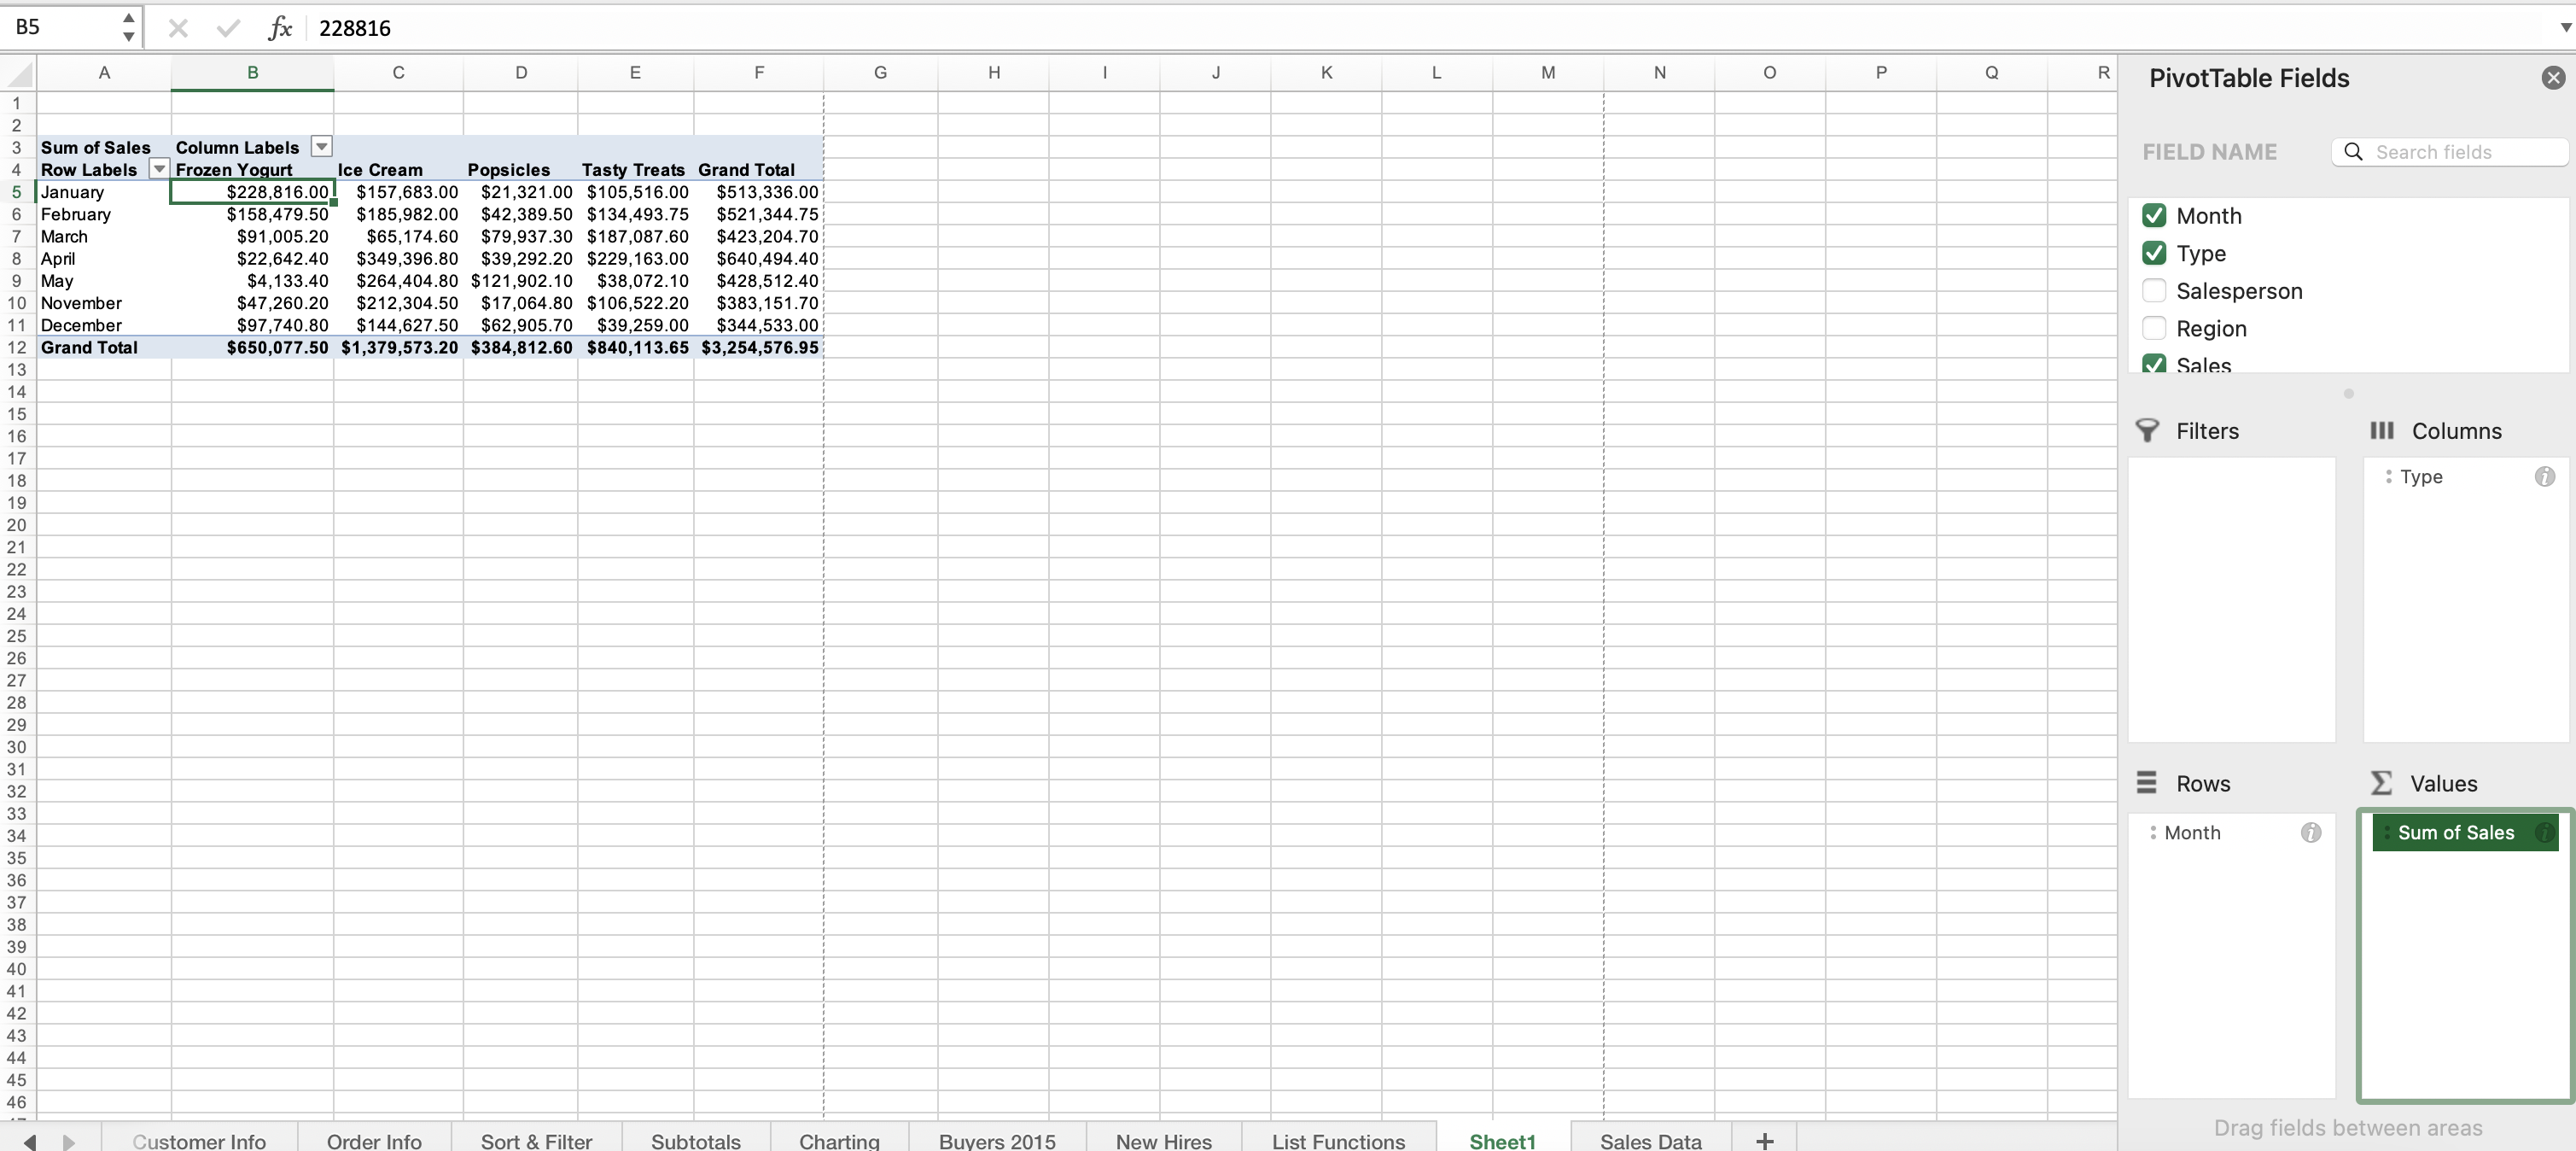 B5 fx 228816
A B C D E F G H I J K L M N O P Q R
1
2
3 Sum of Sales Column Labels
4 Row Labels Frozen Yogurt Ice Cream Popsicles Tasty Treats Grand Total
5 January $228,816.00 $157,683.00 $21,321.00 $105,516.00 $513,336.00
6 February $158,479.50 $185,982.00 $42,389.50 $134,493.75 $521,344.75
7 March $91,005.20 $65,174.60 $79,937.30 $187,087.60 $423,204.70
8 April $22,642.40 $349,396.80 $39,292.20 $229,163.00 $640,494.40
9 May $4,133.40 $264,404.80 $121,902.10 $38,072.10 $428,512.40
10 November $47,260.20 $212,304.50 $17,064.80 $106,522.20 $383,151.70
11 December $97,740.80 $144,627.50 $62,905.70 $39,259.00 $344,533.00
12 Grand Total $650,077.50 $1,379,573.20 $384,812.60 $840,113.65 $3,254,576.95
13
14
15
16
17
18
19
20
21
22
23
24
25
26
27
28
29
30
31
32
33
34
35
36
37
38
39
40
41
42
43
44
45
46
Customer Info Order Info Sort & Filter Subtotals Charting Buyers 2015 New Hires List Functions Sheet1 Sales Data +
PivotTable Fields
FIELD NAME Search fields
Month
Type
Salesperson
Region
Sales
Filters Columns
Type
Rows Values
Month Sum of Sales
Drag fields between areas